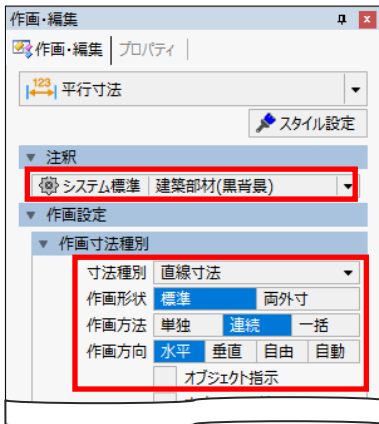 作画・編集
作画・編集 プロパティ
123 平行寸法
スタイル設定
注釈
システム標準 建築部材(黒背景)
作画設定
作画寸法種別
寸法種別 直線寸法
作画形状 標準 両外寸
作画方法 単独 連続 一括
作画方向 水平 垂直 自由 自動
オブジェクト指示